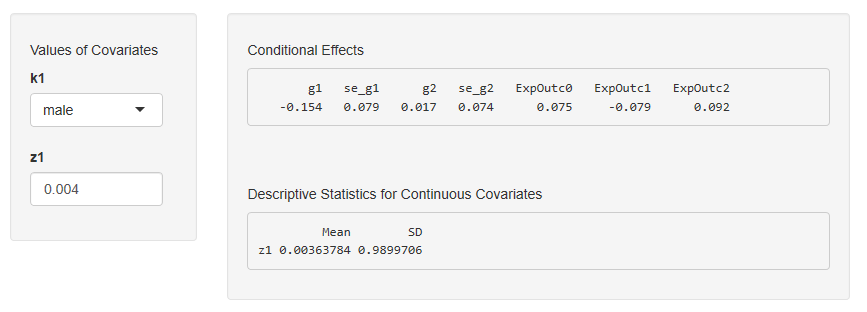 Values of Covariates
k1
male
z1
0.004
Conditional Effects
g1 se_g1 g2 se_g2 ExpOutc0 ExpOutc1 ExpOutc2
-0.154 0.079 0.017 0.074 0.075 -0.079 0.092
Descriptive Statistics for Continuous Covariates
Mean SD
z1 0.00363784 0.9899706